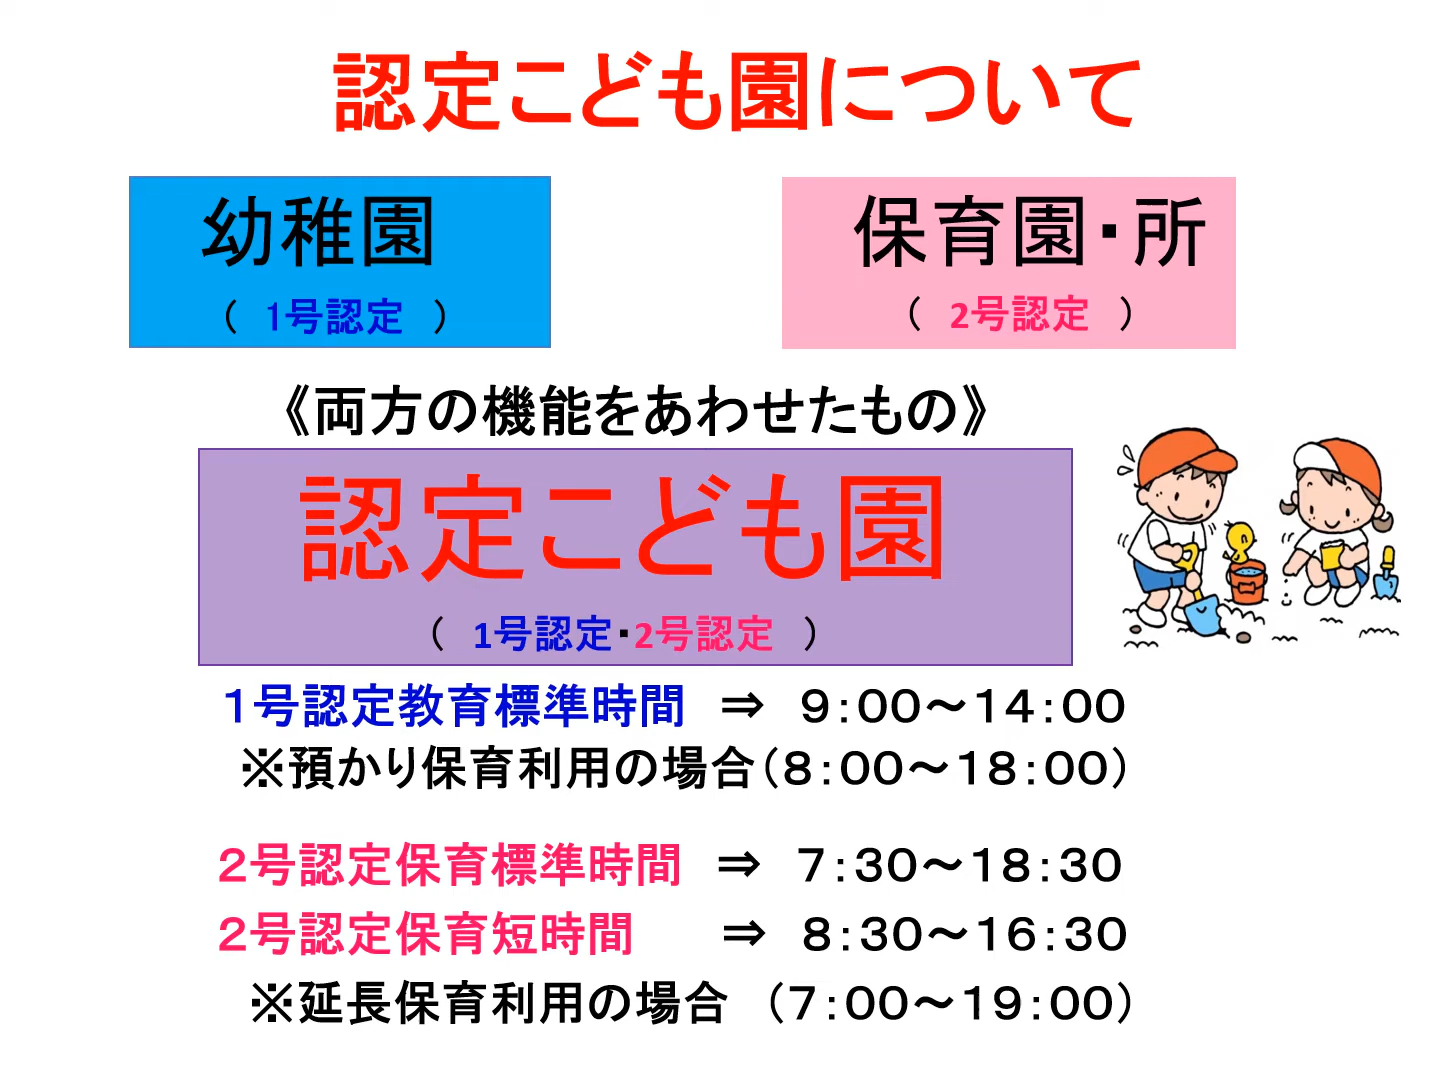 認定こども園について
幼稚園
（　1号認定　）
保育園・所
（　2号認定　）
《両方の機能をあわせたもの》
認定こども園
（　1号認定・2号認定　）
１号認定教育標準時間　⇒　９：００～１４：００
※預かり保育利用の場合（８：００～１８：００）
２号認定保育標準時間　⇒　７：３０～１８：３０
２号認定保育短時間　　⇒　８：３０～１６：３０
※延長保育利用の場合　（７：００～１９：００）